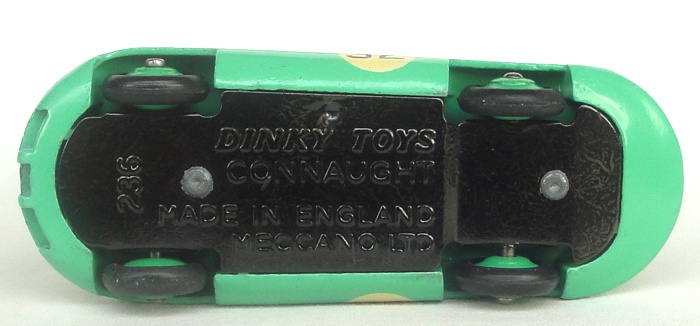 DINKY TOYS
CONNAUGHT
236
MADE IN ENGLAND
MECCANO LTD